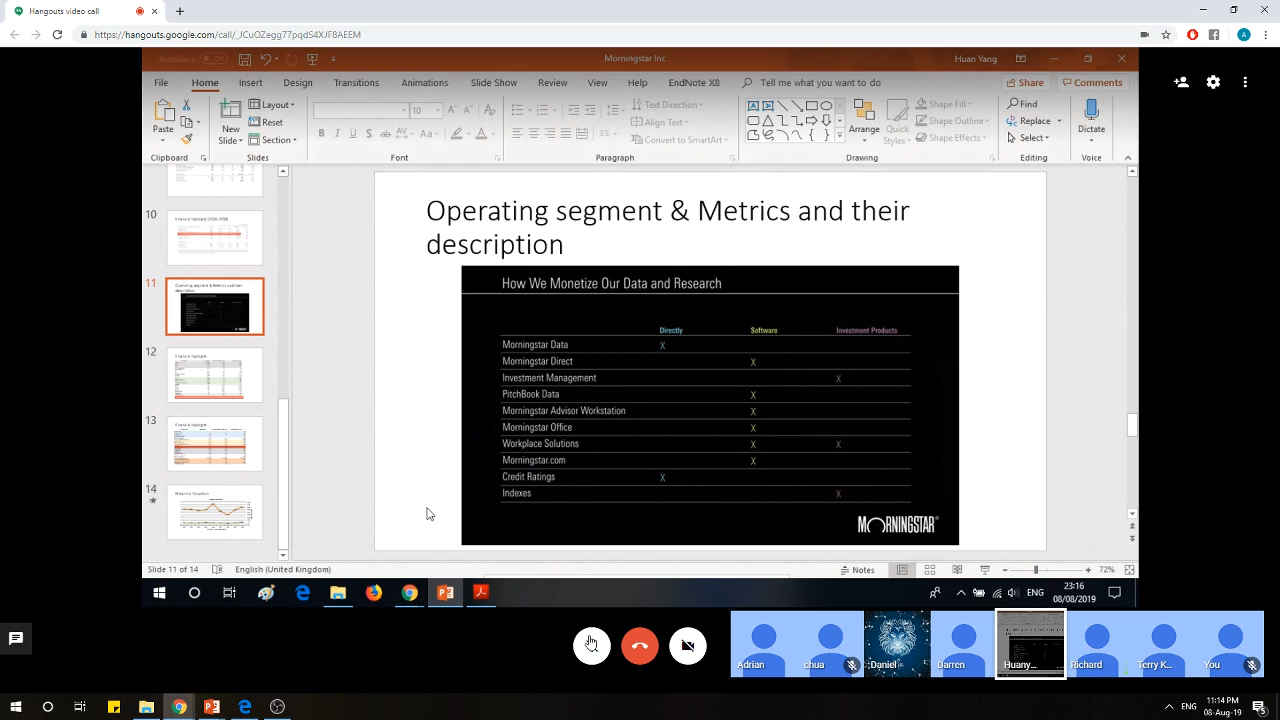 Hangouts video call
https://hangouts.google.com/call/_JCuOZegg77pqdS4XJF8AEEM
A
AutoSave Off
Morningstar Inc
Huan Yang
File Home Insert Design Transitions Animations Slide Show Review View Help EndNote X8 Tell me what you want to do Share Comments
Paste
New Slide
Layout
Reset
Section
10
B I U S ab AV Aa A
Text Direction
Align Text
Convert to SmartArt
Arrange
Quick Styles
Shape Fill
Shape Outline
Shape Effects
Find
Replace
Select
Dictate
Clipboard Slides Font Paragraph Drawing Editing Voice
10
11
12
13
14
Operating segment & Metrics and their
description
How We Monetize Our Data and Research
Directly Software Investment Products
Morningstar Data X
Morningstar Direct X
Investment Management X
PitchBook Data X
Morningstar Advisor Workstation X
Morningstar Office X
Workplace Solutions X X
Morningstar.com X
Credit Ratings X
Indexes X
MORNINGSTAR
Slide 11 of 14 English (United Kingdom) Notes 72%
ENG
23:16
08/08/2019
Adrian chua Daniel Darren Huany... Richard Terry K... You
ENG
11:14 PM
08-Aug-19